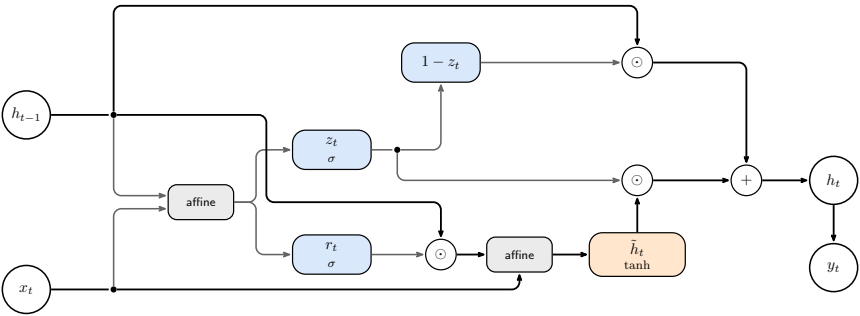 1 − z_t
⊙
h_{t−1}
z_t
σ
⊙
+
h_t
affine
r_t
σ
⊙
affine
h̃_t
tanh
x_t
y_t